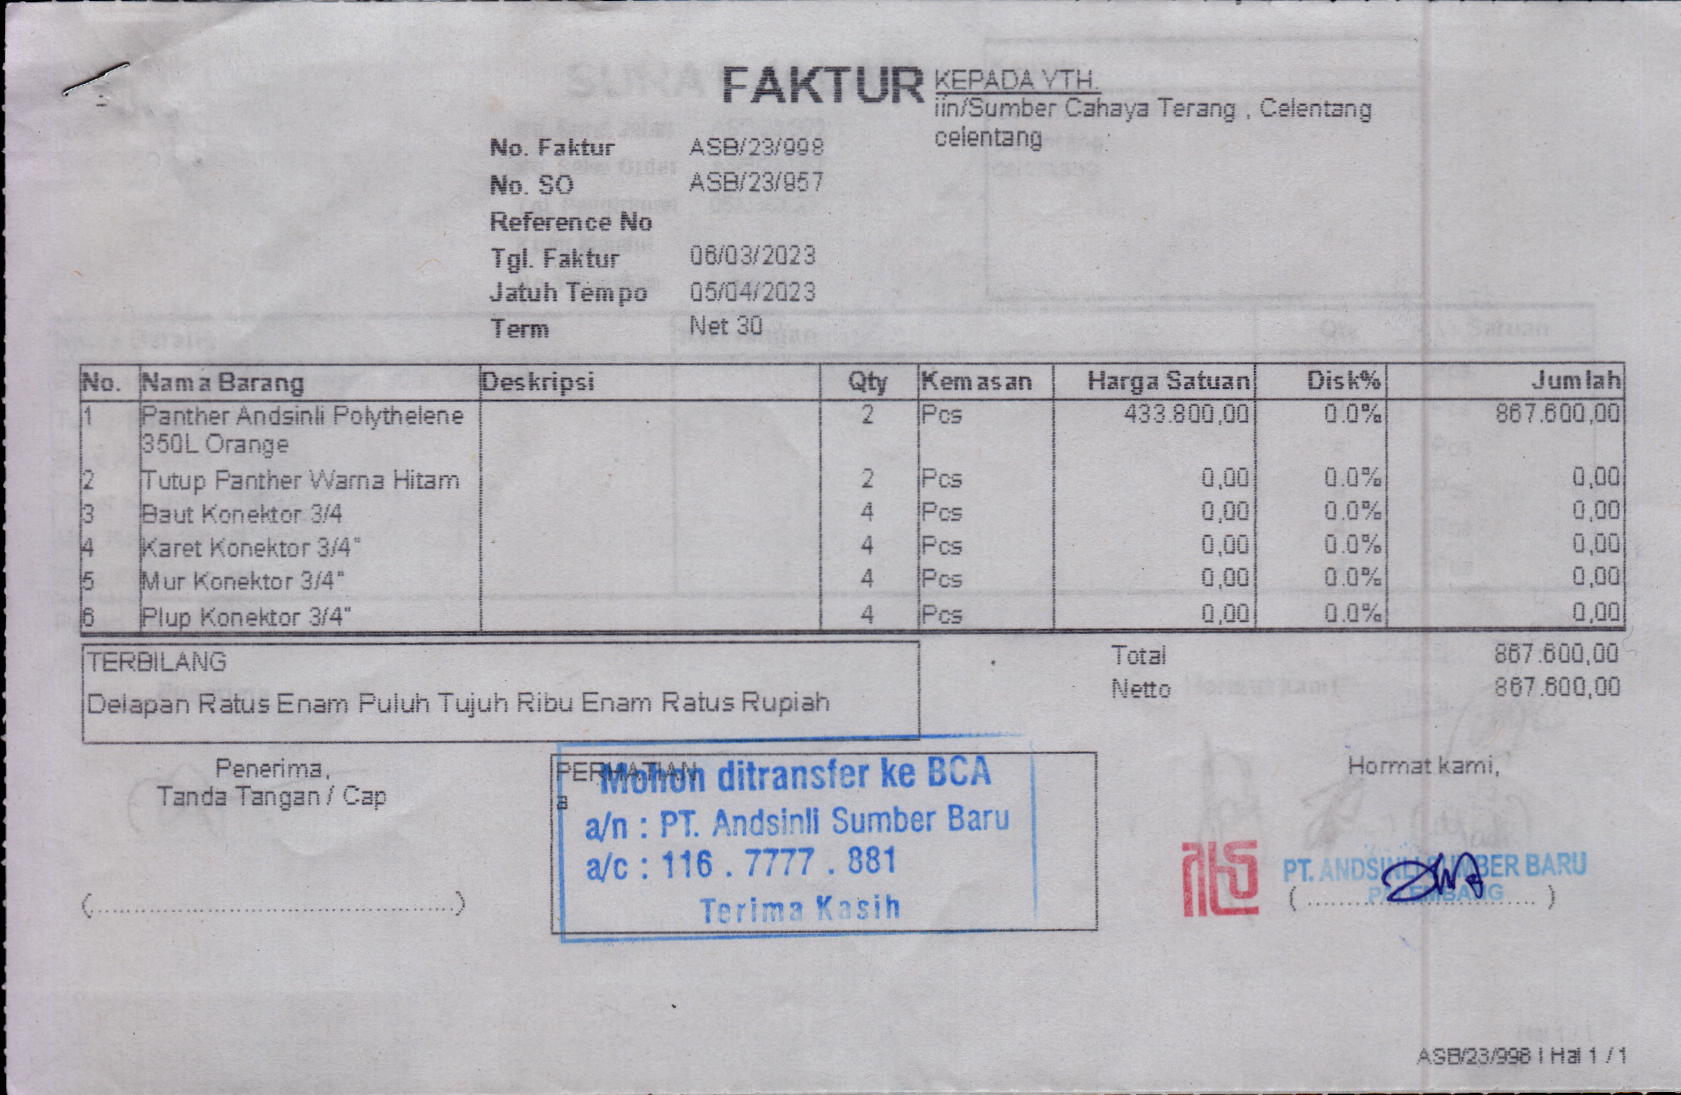 FAKTUR
KEPADA YTH.
iin/Sumber Cahaya Terang , Celentang
celentang
No. Faktur ASB/23/998
No. SO ASB/23/957
Reference No
Tgl. Faktur 06/03/2023
Jatuh Tempo 05/04/2023
Term Net 30
No. Nama Barang Deskripsi Qty Kemasan Harga Satuan Disk% Jumlah
1 Panther Andsinli Polythelene 2 Pcs 433.800,00 0.0% 867.600,00
350L Orange
2 Tutup Panther Warna Hitam 2 Pcs 0,00 0.0% 0,00
3 Baut Konektor 3/4 4 Pcs 0,00 0.0% 0,00
4 Karet Konektor 3/4" 4 Pcs 0,00 0.0% 0,00
5 Mur Konektor 3/4" 4 Pcs 0,00 0.0% 0,00
6 Plup Konektor 3/4" 4 Pcs 0,00 0.0% 0,00
TERBILANG
Delapan Ratus Enam Puluh Tujuh Ribu Enam Ratus Rupiah
Total 867.600,00
Netto 867.600,00
Penerima,
Tanda Tangan / Cap
(..................................................)
PERHATIAN
a
Mohon ditransfer ke BCA
a/n : PT. Andsinli Sumber Baru
a/c : 116 . 7777 . 881
Terima Kasih
Hormat kami,
PT. ANDSINLI SUMBER BARU
PALEMBANG
( ................................ )
ASB/23/998 | Hal 1 / 1